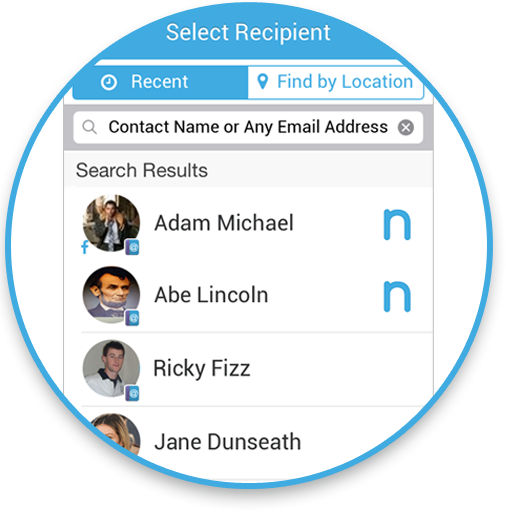 Select Recipient
Recent
Find by Location
Contact Name or Any Email Address
Search Results
Adam Michael
n
f
@
Abe Lincoln
n
@
Ricky Fizz
@
Jane Dunseath